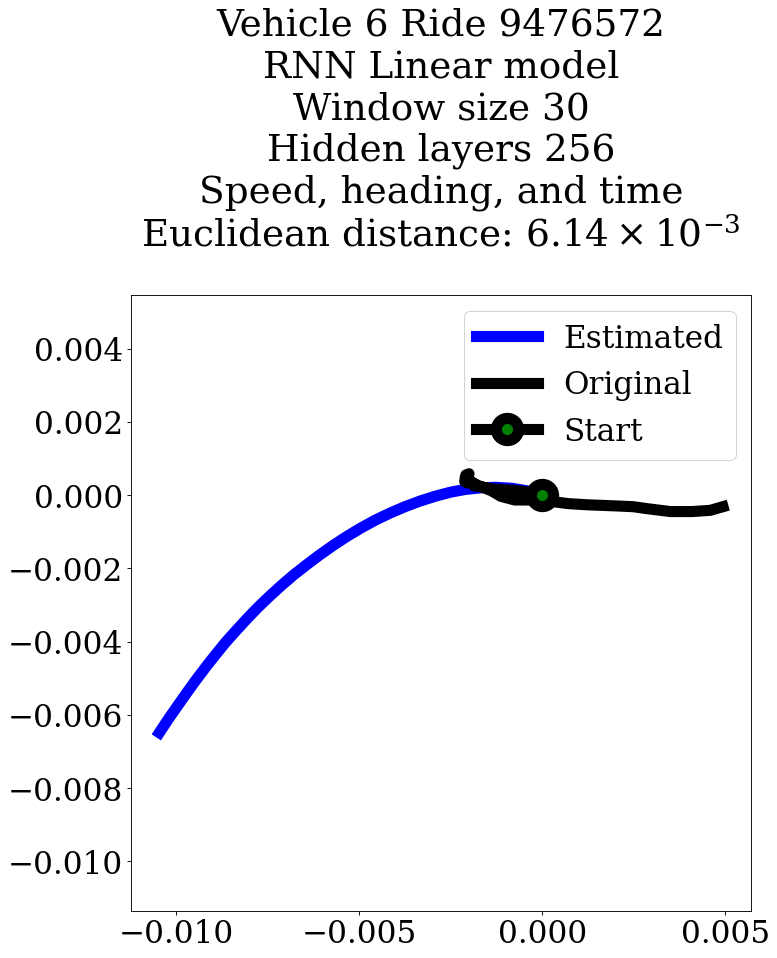 Vehicle 6 Ride 9476572
RNN Linear model
Window size 30
Hidden layers 256
Speed, heading, and time
Euclidean distance: 6.14 × 10⁻³
Estimated
Original
Start
0.004
0.002
0.000
−0.002
−0.004
−0.006
−0.008
−0.010
−0.010 −0.005 0.000 0.005